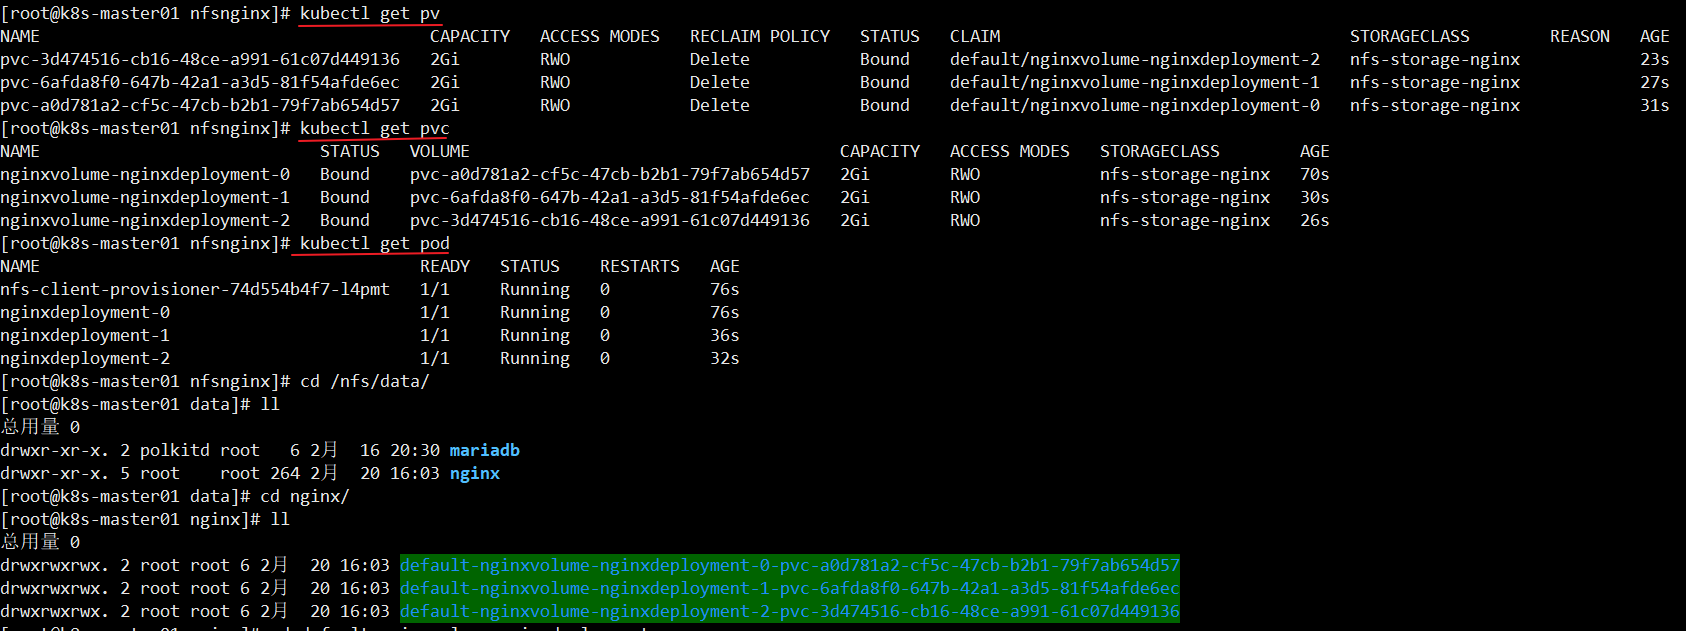 [root@k8s-master01 nfsnginx]# kubectl get pv
NAME CAPACITY ACCESS MODES RECLAIM POLICY STATUS CLAIM STORAGECLASS REASON AGE
pvc-3d474516-cb16-48ce-a991-61c07d449136 2Gi RWO Delete Bound default/nginxvolume-nginxdeployment-2 nfs-storage-nginx 23s
pvc-6afda8f0-647b-42a1-a3d5-81f54afde6ec 2Gi RWO Delete Bound default/nginxvolume-nginxdeployment-1 nfs-storage-nginx 27s
pvc-a0d781a2-cf5c-47cb-b2b1-79f7ab654d57 2Gi RWO Delete Bound default/nginxvolume-nginxdeployment-0 nfs-storage-nginx 31s
[root@k8s-master01 nfsnginx]# kubectl get pvc
NAME STATUS VOLUME CAPACITY ACCESS MODES STORAGECLASS AGE
nginxvolume-nginxdeployment-0 Bound pvc-a0d781a2-cf5c-47cb-b2b1-79f7ab654d57 2Gi RWO nfs-storage-nginx 70s
nginxvolume-nginxdeployment-1 Bound pvc-6afda8f0-647b-42a1-a3d5-81f54afde6ec 2Gi RWO nfs-storage-nginx 30s
nginxvolume-nginxdeployment-2 Bound pvc-3d474516-cb16-48ce-a991-61c07d449136 2Gi RWO nfs-storage-nginx 26s
[root@k8s-master01 nfsnginx]# kubectl get pod
NAME READY STATUS RESTARTS AGE
nfs-client-provisioner-74d554b4f7-l4pmt 1/1 Running 0 76s
nginxdeployment-0 1/1 Running 0 76s
nginxdeployment-1 1/1 Running 0 36s
nginxdeployment-2 1/1 Running 0 32s
[root@k8s-master01 nfsnginx]# cd /nfs/data/
[root@k8s-master01 data]# ll
总用量 0
drwxr-xr-x. 2 polkitd root 6 2月 16 20:30 mariadb
drwxr-xr-x. 5 root root 264 2月 20 16:03 nginx
[root@k8s-master01 data]# cd nginx/
[root@k8s-master01 nginx]# ll
总用量 0
drwxrwxrwx. 2 root root 6 2月 20 16:03 default-nginxvolume-nginxdeployment-0-pvc-a0d781a2-cf5c-47cb-b2b1-79f7ab654d57
drwxrwxrwx. 2 root root 6 2月 20 16:03 default-nginxvolume-nginxdeployment-1-pvc-6afda8f0-647b-42a1-a3d5-81f54afde6ec
drwxrwxrwx. 2 root root 6 2月 20 16:03 default-nginxvolume-nginxdeployment-2-pvc-3d474516-cb16-48ce-a991-61c07d449136